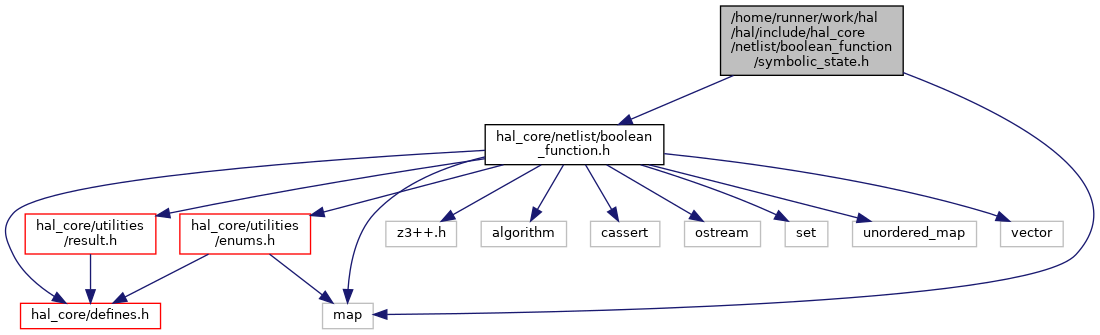 /home/runner/work/hal
/hal/include/hal_core
/netlist/boolean_function
/symbolic_state.h
hal_core/netlist/boolean
_function.h
hal_core/utilities
/result.h
hal_core/utilities
/enums.h
z3++.h
algorithm
cassert
ostream
set
unordered_map
vector
hal_core/defines.h
map